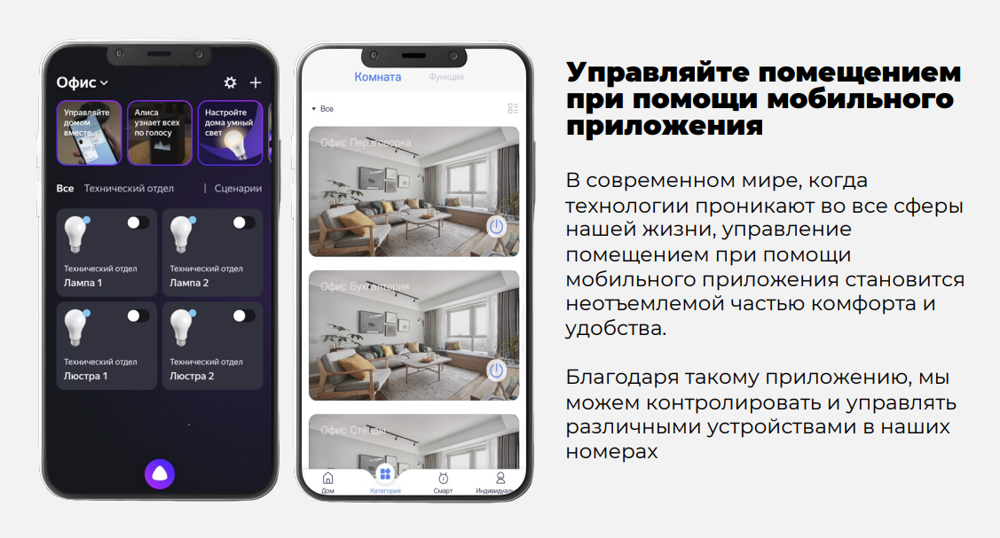 Офис
Управляйте
домом
вместе
Алиса
узнает всех
по голосу
Настройте
дома умный
свет
Все Технический отдел | Сценарии
Технический отдел
Лампа 1
Технический отдел
Лампа 2
Технический отдел
Люстра 1
Технический отдел
Люстра 2
Комната Функция
Все
Офис Переговорка
Офис Бухгалтерия
Офис Стенды
Дом Категория Смарт Индивидуаль
Управляйте помещением
при помощи мобильного
приложения
В современном мире, когда
технологии проникают во все сферы
нашей жизни, управление
помещением при помощи
мобильного приложения становится
неотъемлемой частью комфорта и
удобства.
Благодаря такому приложению, мы
можем контролировать и управлять
различными устройствами в наших
номерах